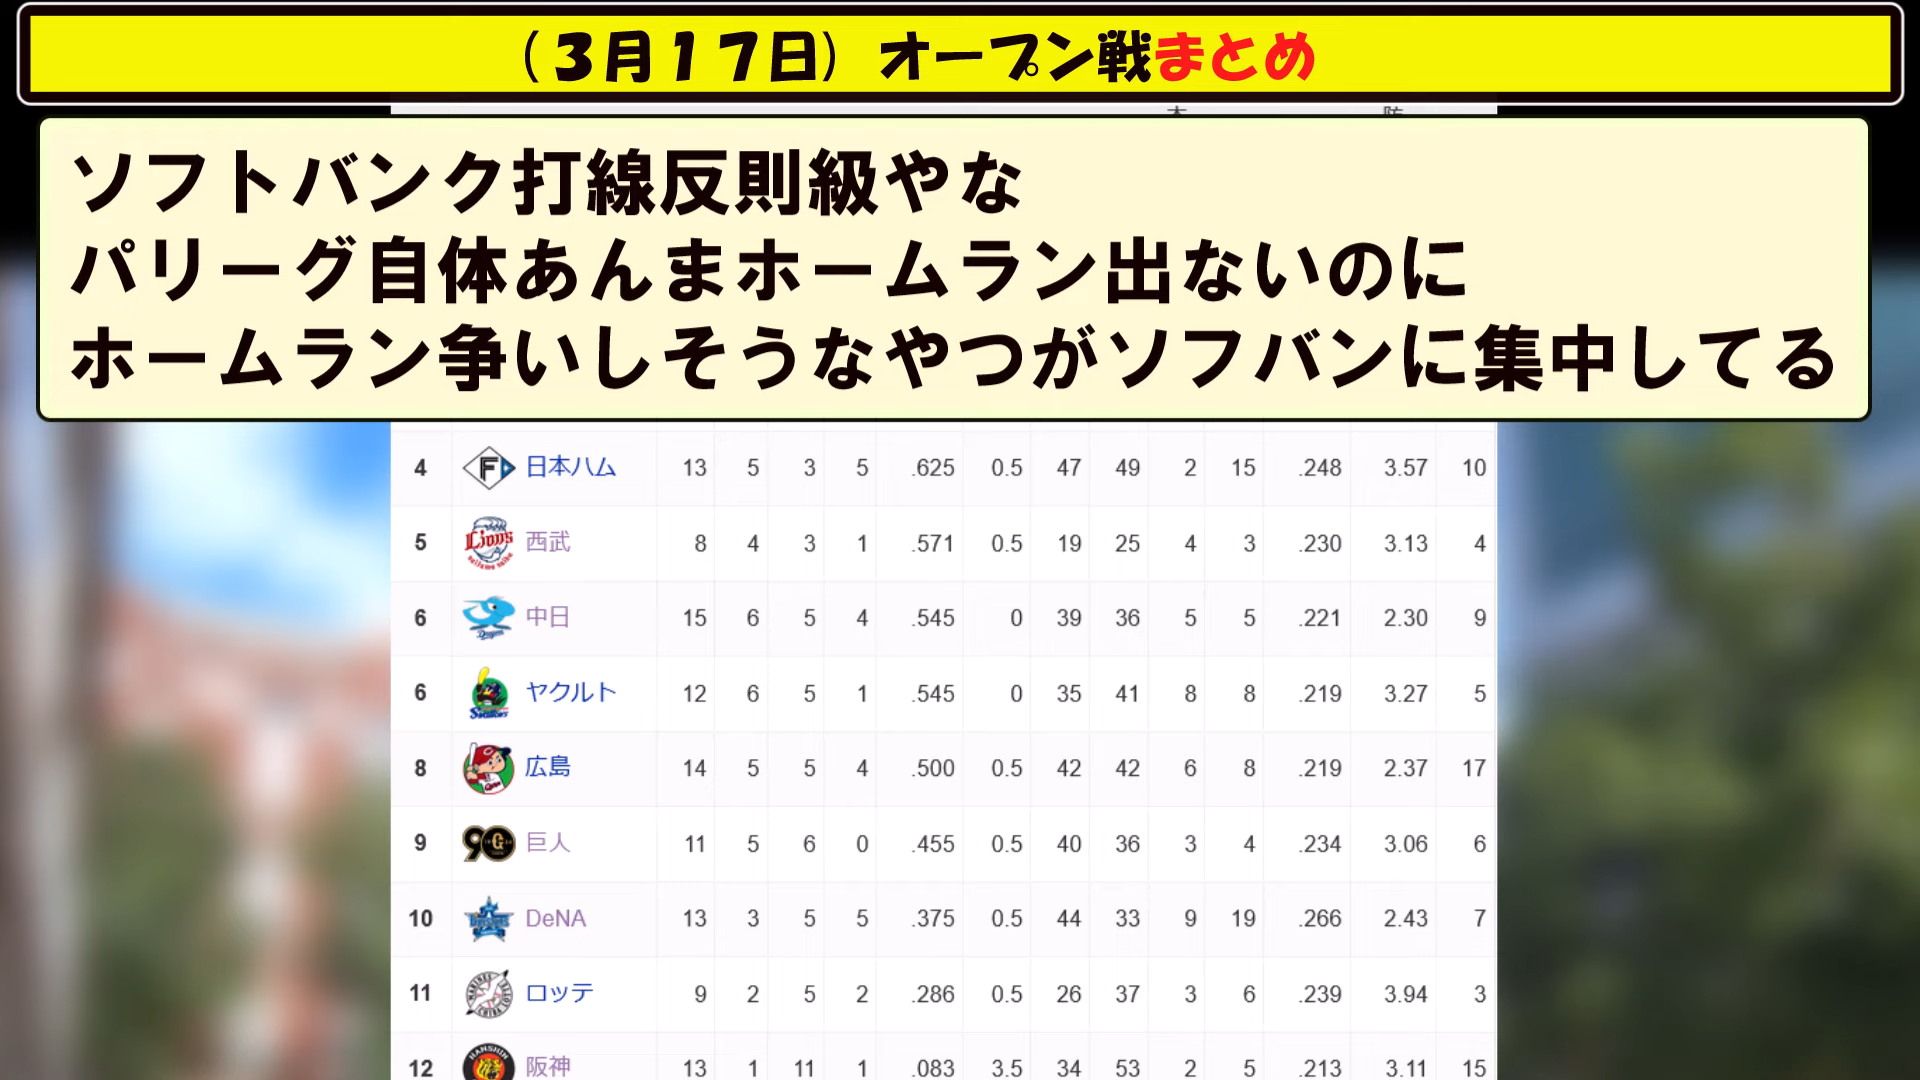 （３月１７日）オープン戦まとめ
ソフトバンク打線反則級やな
パリーグ自体あんまホームラン出ないのに
ホームラン争いしそうなやつがソフバンに集中してる
4 日本ハム 13 5 3 5 .625 0.5 47 49 2 15 .248 3.57 10
5 Lions 西武 8 4 3 1 .571 0.5 19 25 4 3 .230 3.13 4
6 Dragons 中日 15 6 5 4 .545 0 39 36 5 5 .221 2.30 9
6 Swallows ヤクルト 12 6 5 1 .545 0 35 41 8 8 .219 3.27 5
8 広島 14 5 5 4 .500 0.5 42 42 6 8 .219 2.37 17
9 巨人 11 5 6 0 .455 0.5 40 36 3 4 .234 3.06 6
10 DeNA 13 3 5 5 .375 0.5 44 33 9 19 .266 2.43 7
11 ロッテ 9 2 5 2 .286 0.5 26 37 3 6 .239 3.94 3
12 HANSHIN 阪神 13 1 11 1 .083 3.5 34 53 2 5 .213 3.11 15